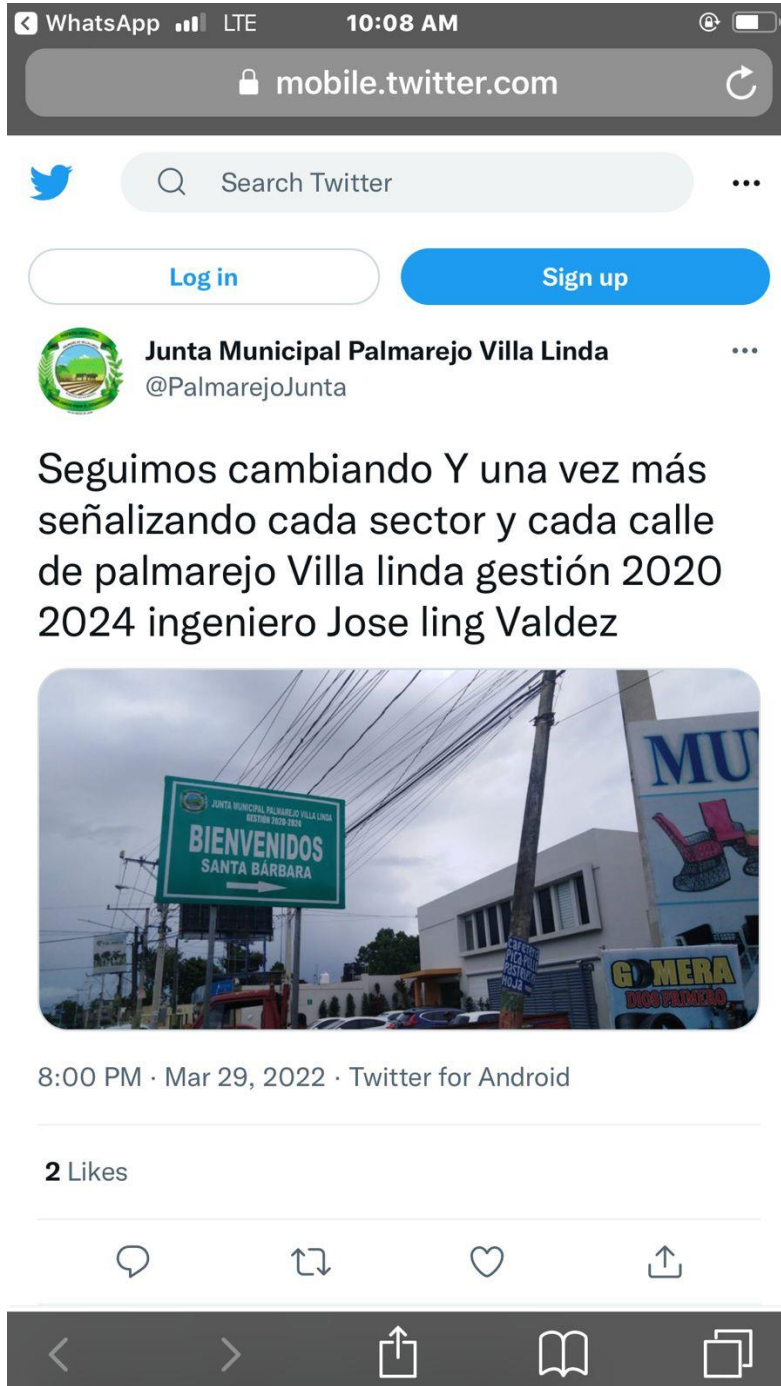 WhatsApp LTE 10:08 AM
mobile.twitter.com
Search Twitter
Log in
Sign up
Junta Municipal Palmarejo Villa Linda
@PalmarejoJunta
Seguimos cambiando Y una vez más
señalizando cada sector y cada calle
de palmarejo Villa linda gestión 2020
2024 ingeniero Jose ling Valdez
JUNTA MUNICIPAL PALMAREJO VILLA LINDA
GESTIÓN 2020-2024
BIENVENIDOS
SANTA BÁRBARA
MU
GOMERA
DIOS PRIMERO
8:00 PM · Mar 29, 2022 · Twitter for Android
2 Likes